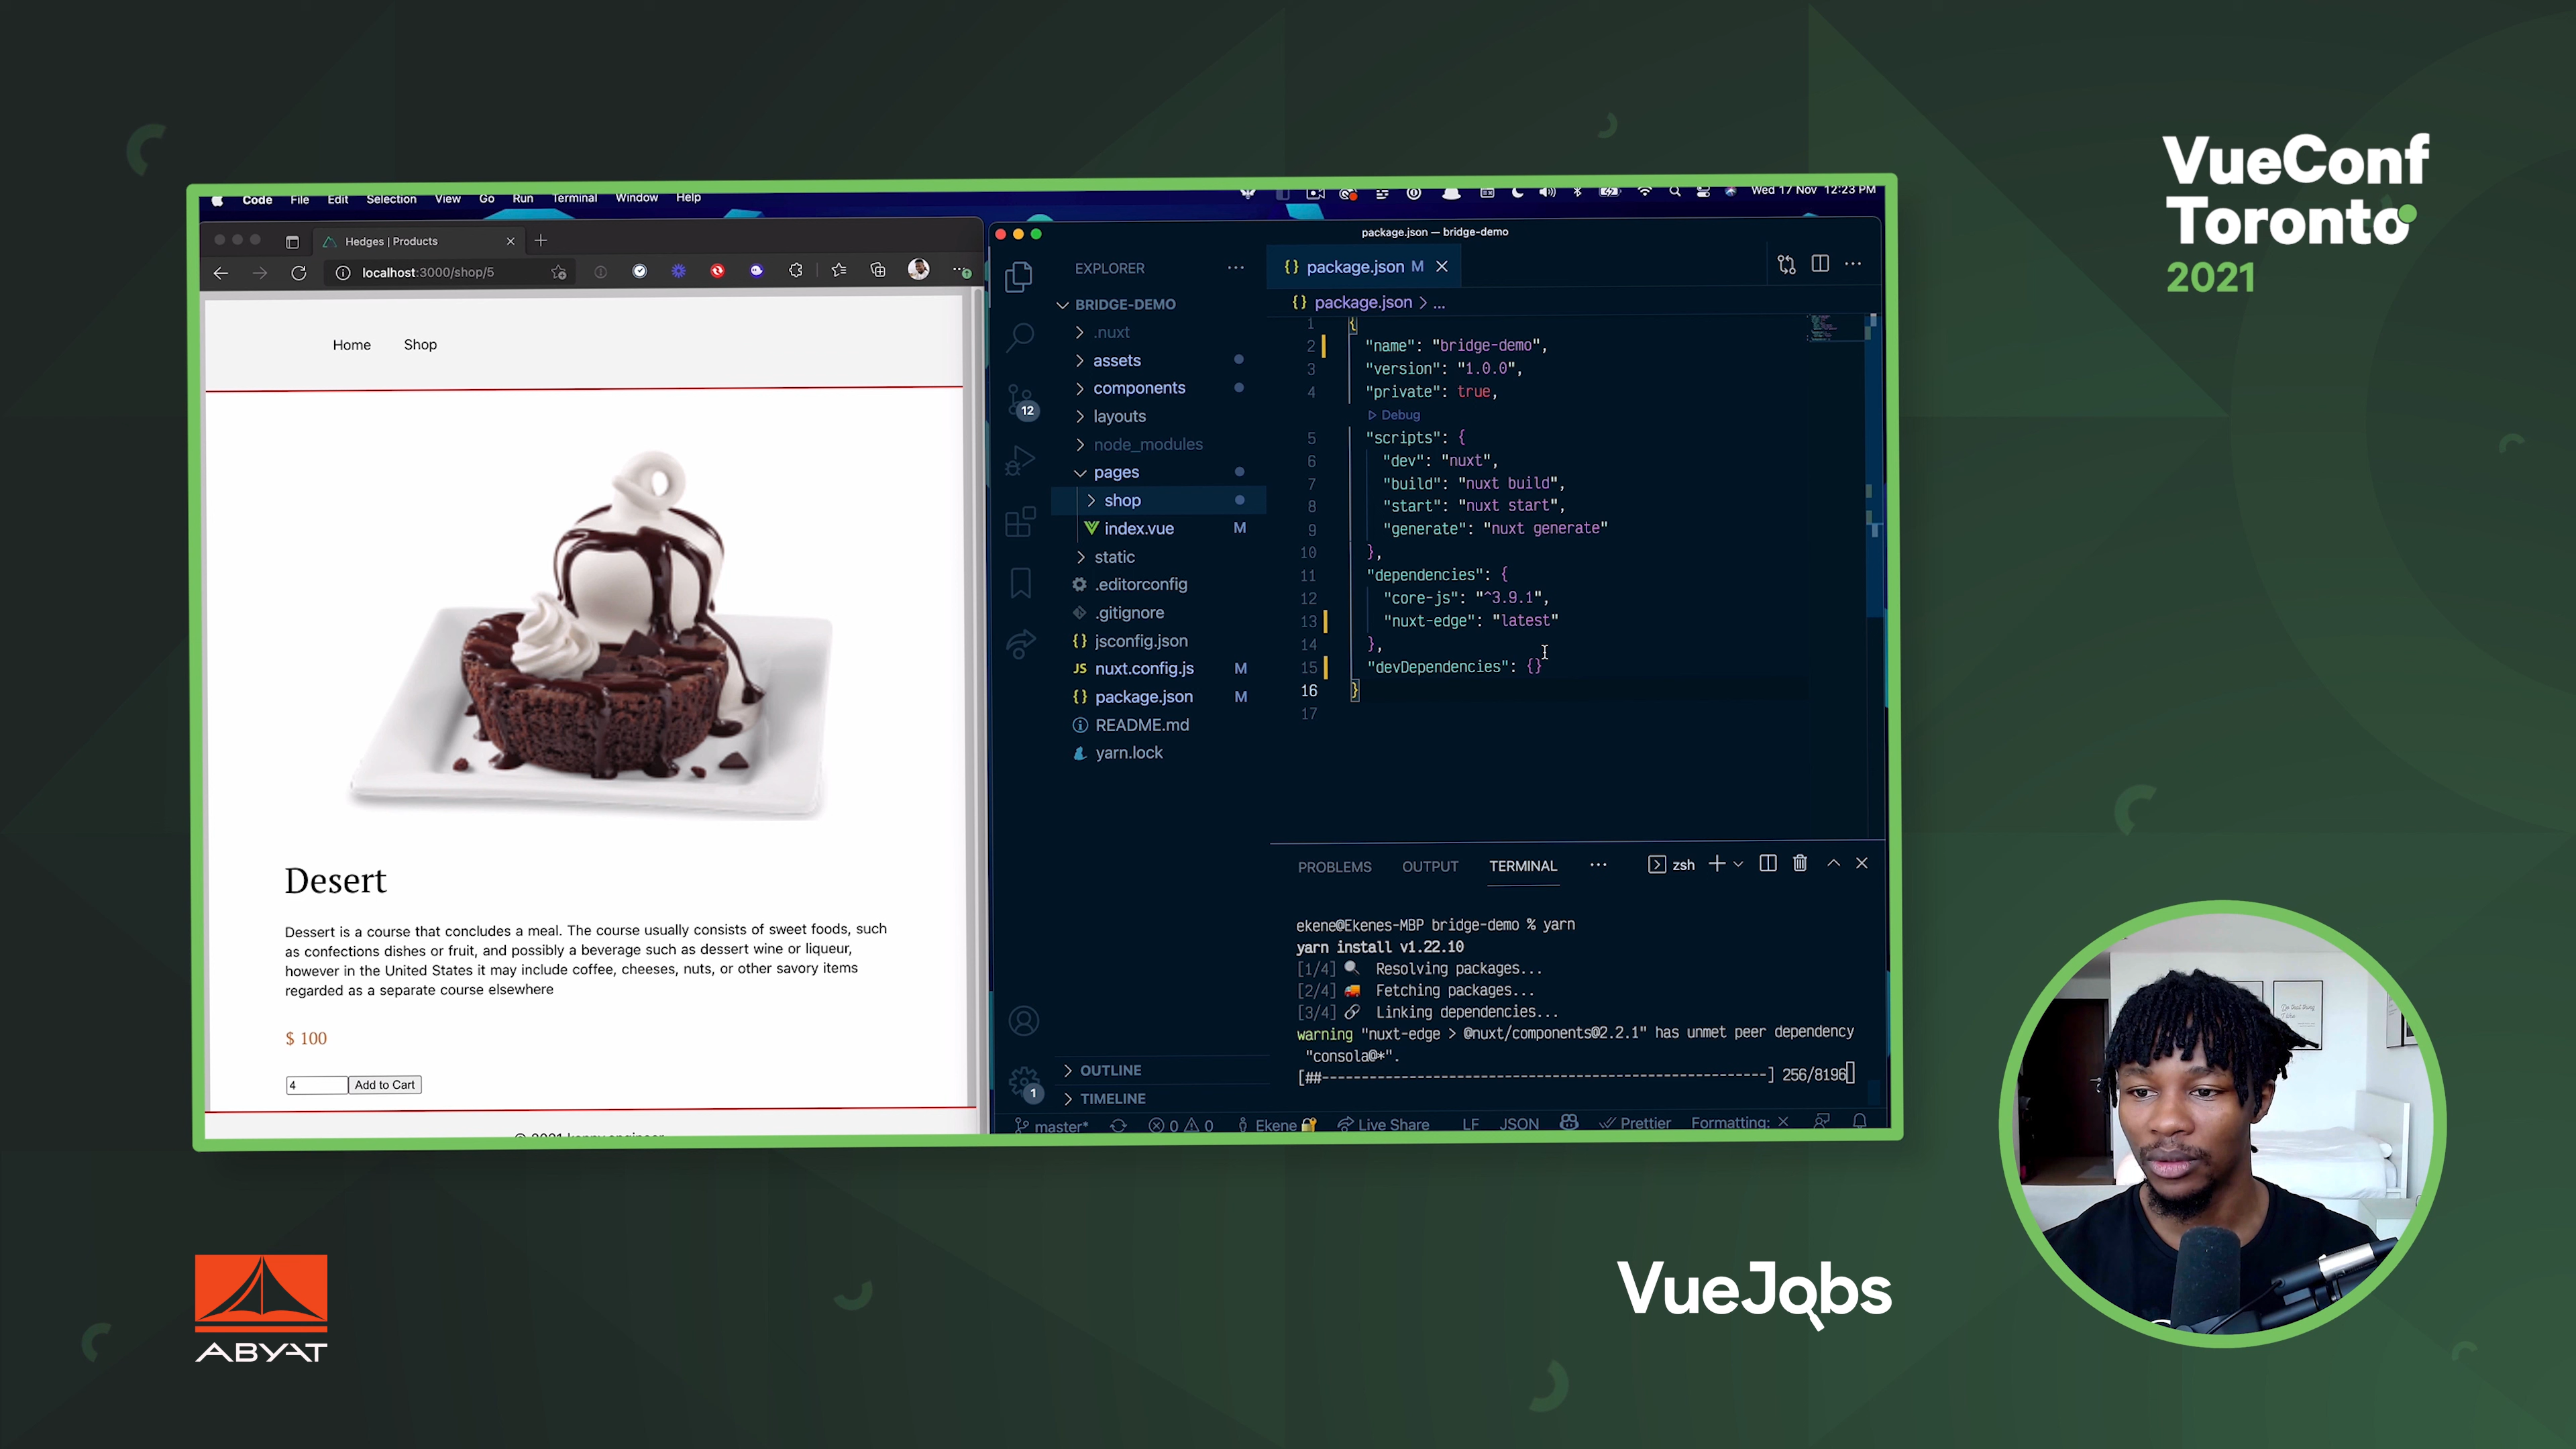 VueConf
Toronto
2021
Code File Edit Selection View Go Run Terminal Window Help
Wed 17 Nov 12:23 PM
Hedges | Products
localhost:3000/shop/5
Home Shop
Desert
Dessert is a course that concludes a meal. The course usually consists of sweet foods, such
as confections dishes or fruit, and possibly a beverage such as dessert wine or liqueur,
however in the United States it may include coffee, cheeses, nuts, or other savory items
regarded as a separate course elsewhere
$ 100
4 Add to Cart
package.json — bridge-demo
EXPLORER
BRIDGE-DEMO
.nuxt
assets
components
layouts
node_modules
pages
shop
index.vue M
static
.editorconfig
.gitignore
jsconfig.json
JS nuxt.config.js M
{} package.json M
README.md
yarn.lock
OUTLINE
TIMELINE
12
1
{} package.json M
{} package.json > ...
1 {
2 "name": "bridge-demo",
3 "version": "1.0.0",
4 "private": true,
Debug
5 "scripts": {
6 "dev": "nuxt",
7 "build": "nuxt build",
8 "start": "nuxt start",
9 "generate": "nuxt generate"
10 },
11 "dependencies": {
12 "core-js": "^3.9.1",
13 "nuxt-edge": "latest"
14 },
15 "devDependencies": {}
16 }
17
PROBLEMS OUTPUT TERMINAL zsh
ekene@Ekenes-MBP bridge-demo % yarn
yarn install v1.22.10
[1/4] 🔍 Resolving packages...
[2/4] 🚚 Fetching packages...
[3/4] 🔗 Linking dependencies...
warning "nuxt-edge > @nuxt/components@2.2.1" has unmet peer dependency
"consola@*".
[##------------------------------------------------------------------] 256/8196
master* 0 0 Ekene Live Share LF JSON Prettier Formatting: ×
ABYAT
VueJobs